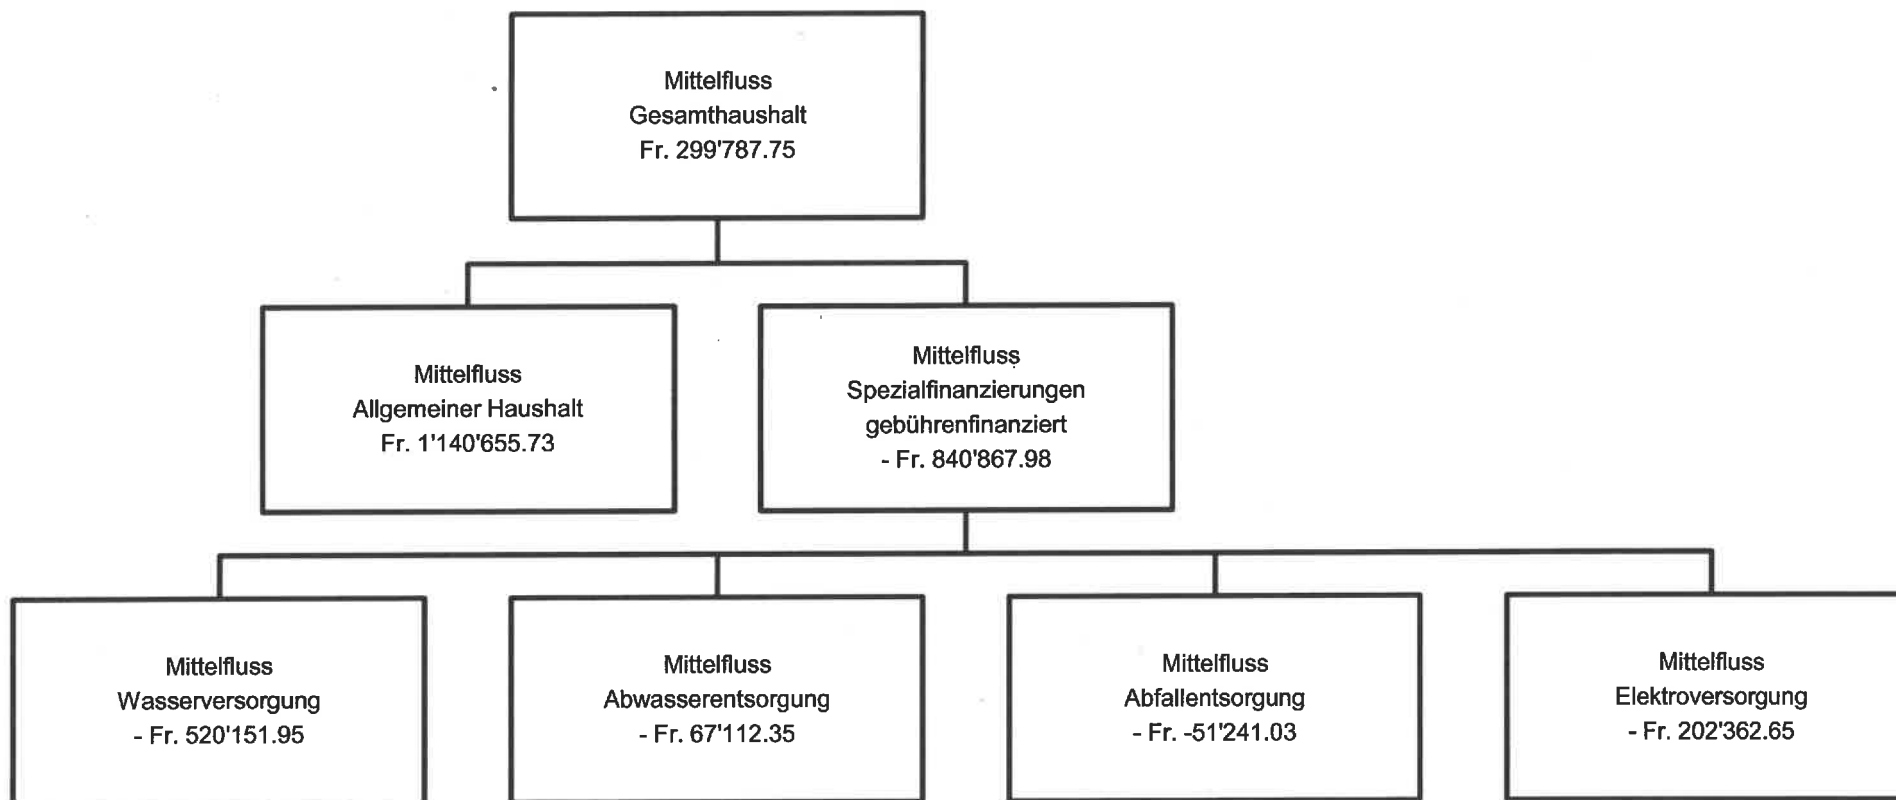 Mittelfluss
Gesamthaushalt
Fr. 299'787.75
Mittelfluss
Allgemeiner Haushalt
Fr. 1'140'655.73
Mittelfluss
Spezialfinanzierungen
gebührenfinanziert
- Fr. 840'867.98
Mittelfluss
Wasserversorgung
- Fr. 520'151.95
Mittelfluss
Abwasserentsorgung
- Fr. 67'112.35
Mittelfluss
Abfallentsorgung
- Fr. -51'241.03
Mittelfluss
Elektroversorgung
- Fr. 202'362.65